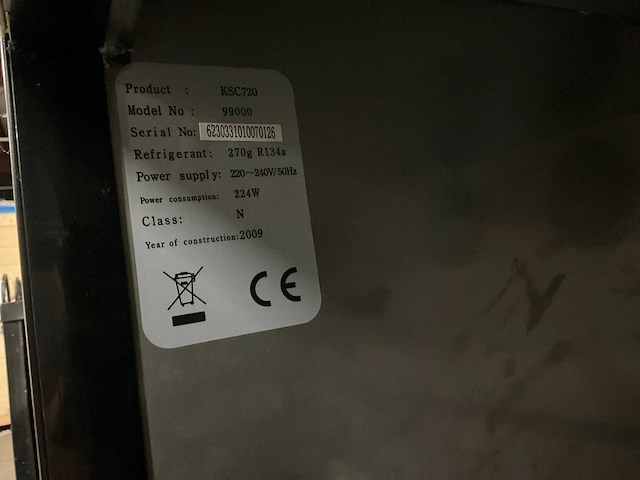 Product : KSC720
Model No : 99000
Serial No: 6230331010070126
Refrigerant: 270g R134a
Power supply: 220~240V/50Hz
Power consumption: 224W
Class: N
Year of construction:2009
CE